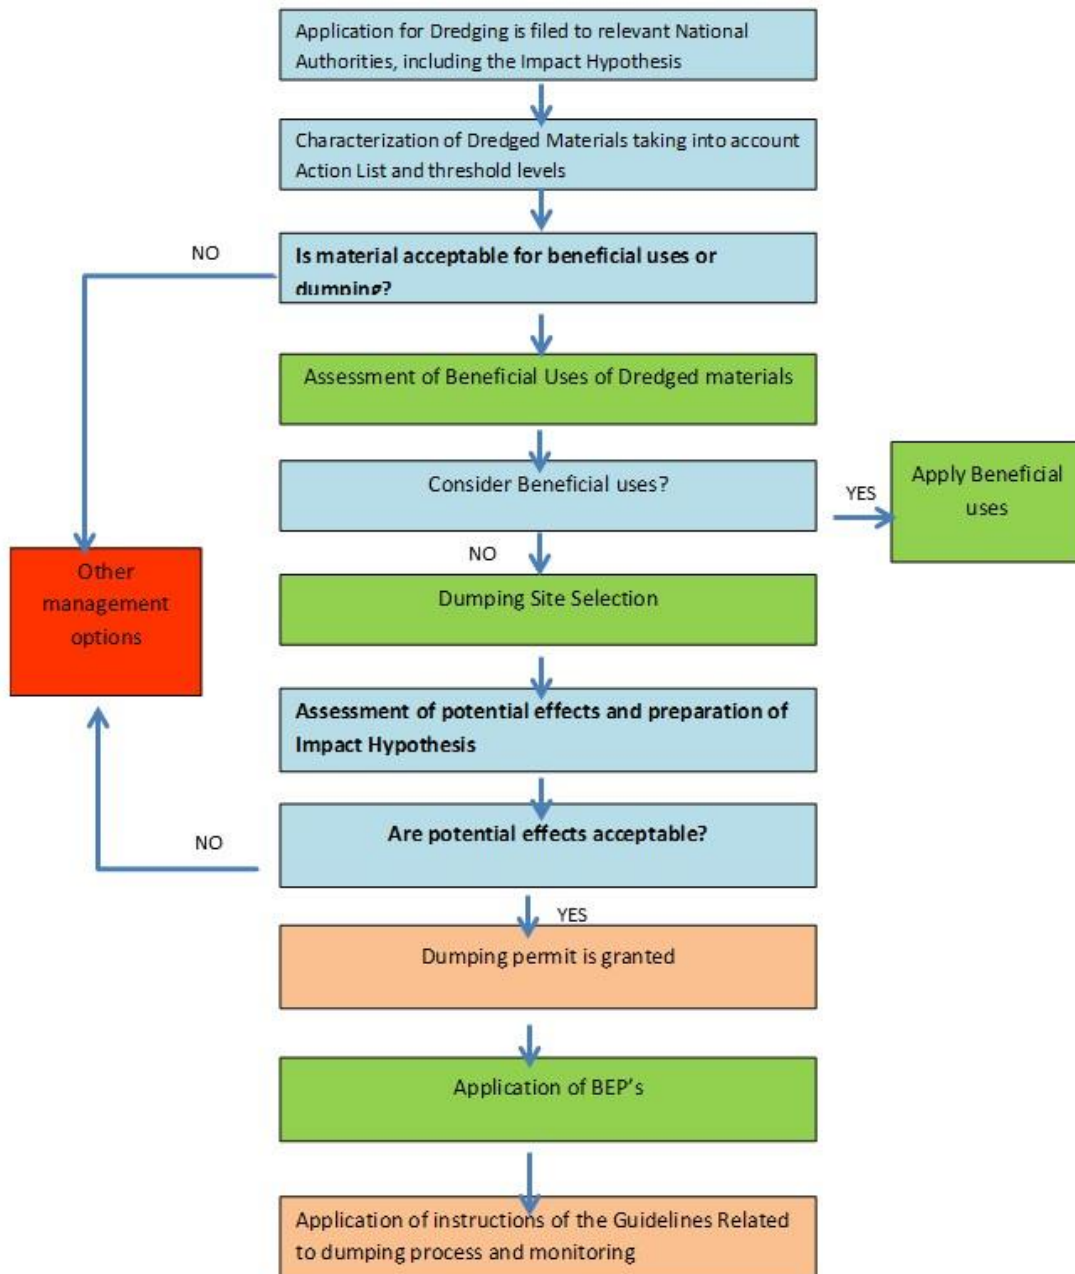 Application for Dredging is filed to relevant National
Authorities, including the Impact Hypothesis
Characterization of Dredged Materials taking into account
Action List and threshold levels
NO
Is material acceptable for beneficial uses or
dumping?
Assessment of Beneficial Uses of Dredged materials
Consider Beneficial uses?
YES
Apply Beneficial
uses
NO
Other
management
options
Dumping Site Selection
Assessment of potential effects and preparation of
Impact Hypothesis
Are potential effects acceptable?
NO
YES
Dumping permit is granted
Application of BEP's
Application of instructions of the Guidelines Related
to dumping process and monitoring